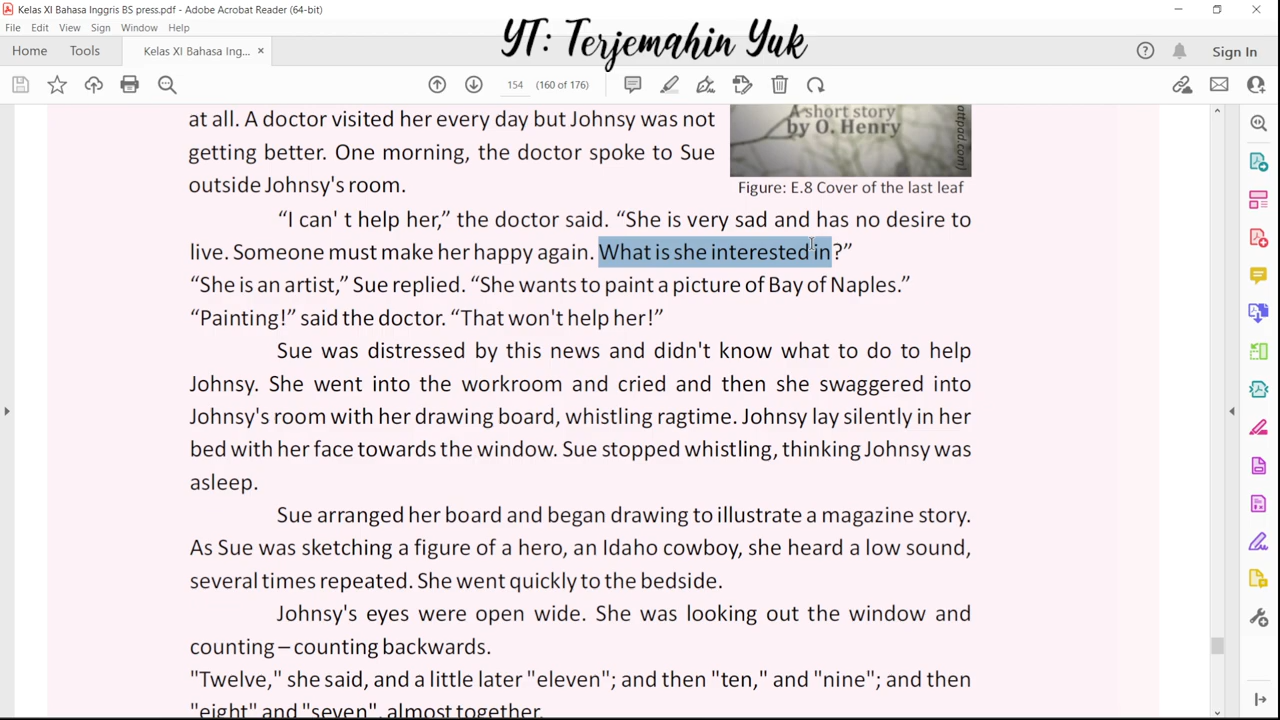 Kelas XI Bahasa Inggris BS press.pdf - Adobe Acrobat Reader (64-bit)
File Edit View Sign Window Help
YT: Terjemahin Yuk
Home Tools Kelas XI Bahasa Ing... × Sign In
154 (160 of 176)
A short story
by O. Henry
attpad.com)
at all. A doctor visited her every day but Johnsy was not
getting better. One morning, the doctor spoke to Sue
outside Johnsy's room.
Figure: E.8 Cover of the last leaf
“I can' t help her,” the doctor said. “She is very sad and has no desire to
live. Someone must make her happy again. What is she interested in?”
“She is an artist,” Sue replied. “She wants to paint a picture of Bay of Naples.”
“Painting!” said the doctor. “That won't help her!”
Sue was distressed by this news and didn't know what to do to help
Johnsy. She went into the workroom and cried and then she swaggered into
Johnsy's room with her drawing board, whistling ragtime. Johnsy lay silently in her
bed with her face towards the window. Sue stopped whistling, thinking Johnsy was
asleep.
Sue arranged her board and began drawing to illustrate a magazine story.
As Sue was sketching a figure of a hero, an Idaho cowboy, she heard a low sound,
several times repeated. She went quickly to the bedside.
Johnsy's eyes were open wide. She was looking out the window and
counting – counting backwards.
"Twelve," she said, and a little later "eleven"; and then "ten," and "nine"; and then
"eight" and "seven", almost together.